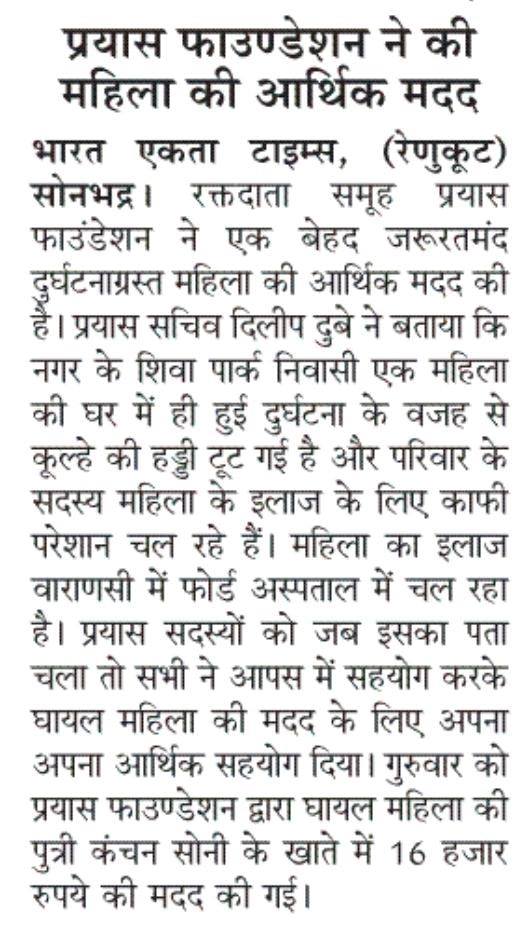 प्रयास फाउण्डेशन ने की
महिला की आर्थिक मदद
भारत एकता टाइम्स, (रेणुकूट)
सोनभद्र। रक्तदाता समूह प्रयास
फाउंडेशन ने एक बेहद जरूरतमंद
दुर्घटनाग्रस्त महिला की आर्थिक मदद की
है। प्रयास सचिव दिलीप दुबे ने बताया कि
नगर के शिवा पार्क निवासी एक महिला
की घर में ही हुई दुर्घटना के वजह से
कूल्हे की हड्डी टूट गई है और परिवार के
सदस्य महिला के इलाज के लिए काफी
परेशान चल रहे हैं। महिला का इलाज
वाराणसी में फोर्ड अस्पताल में चल रहा
है। प्रयास सदस्यों को जब इसका पता
चला तो सभी ने आपस में सहयोग करके
घायल महिला की मदद के लिए अपना
अपना आर्थिक सहयोग दिया। गुरुवार को
प्रयास फाउण्डेशन द्वारा घायल महिला की
पुत्री कंचन सोनी के खाते में 16 हजार
रुपये की मदद की गई।